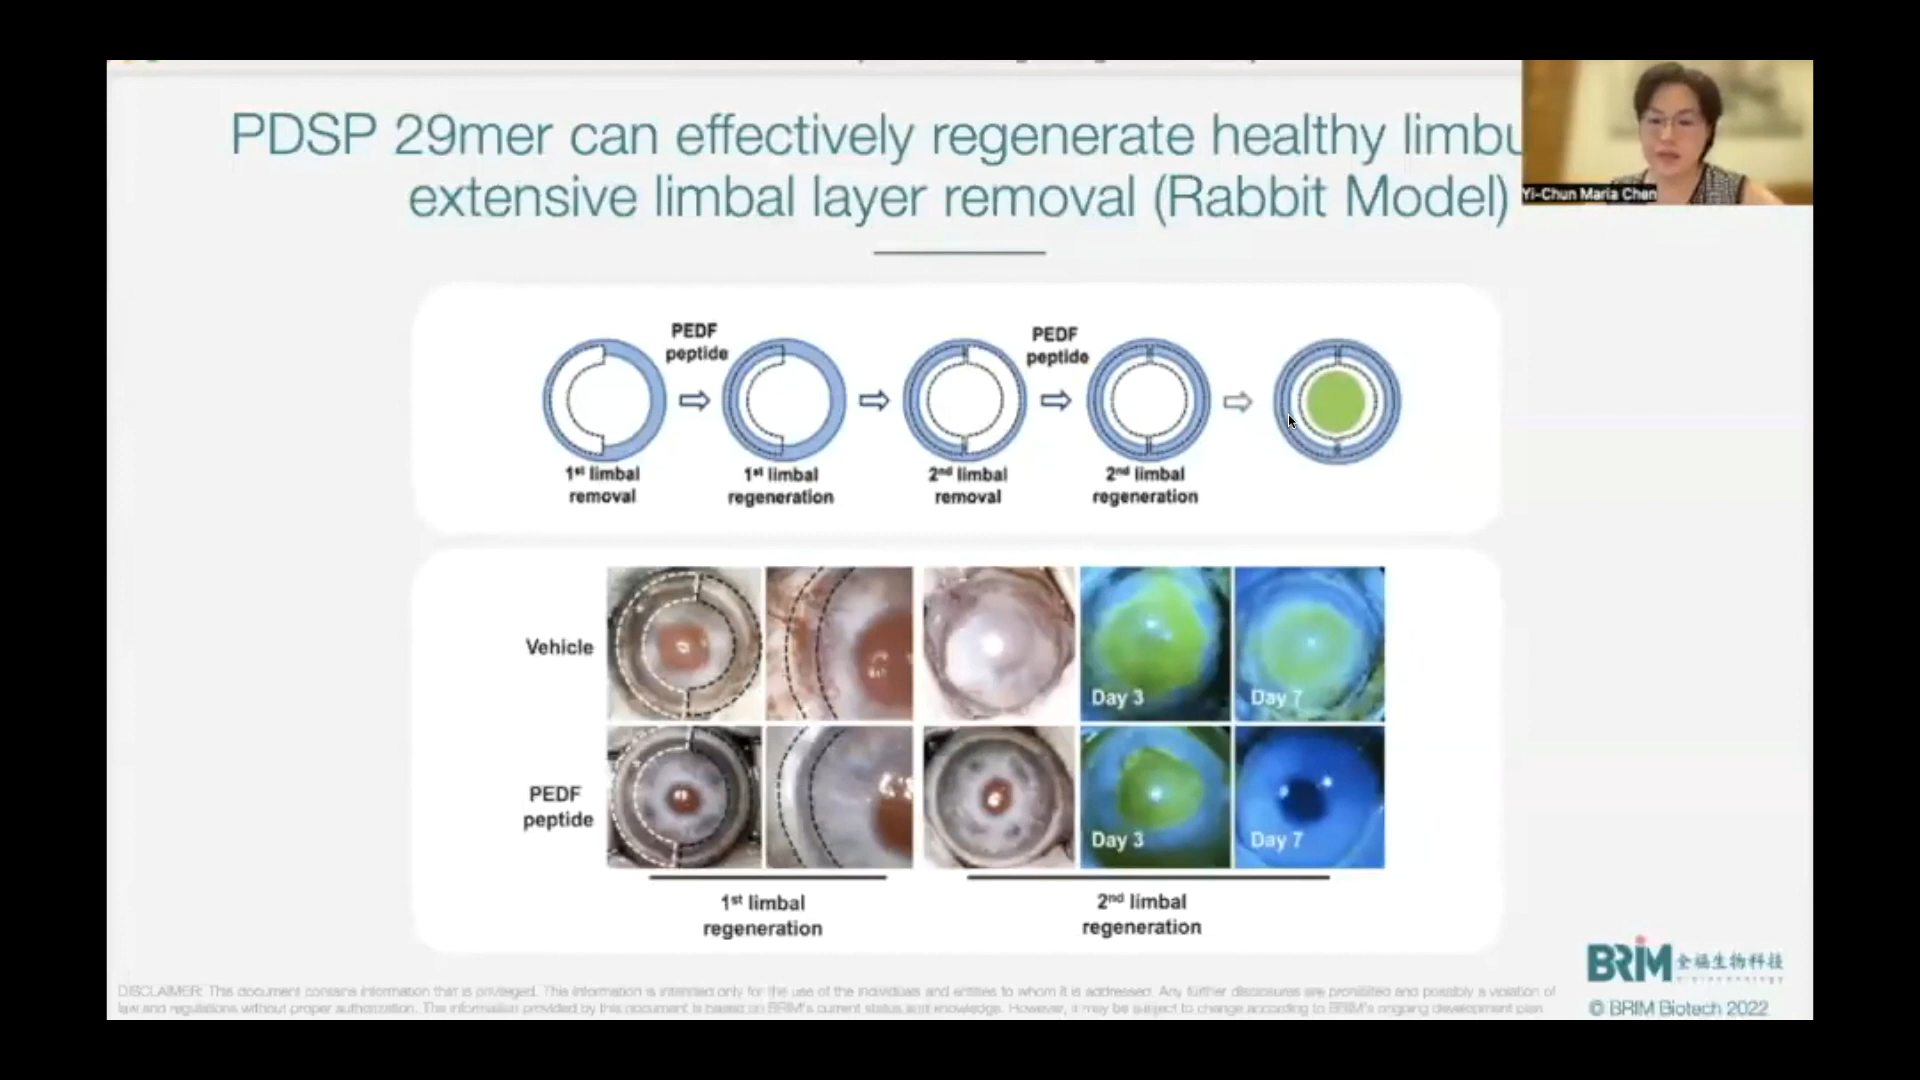 PDSP 29mer can effectively regenerate healthy limbu
extensive limbal layer removal (Rabbit Model)
Yi-Chun Maria Chen
PEDF
peptide
PEDF
peptide
1st limbal
removal
1st limbal
regeneration
2nd limbal
removal
2nd limbal
regeneration
Vehicle
Day 3
Day 7
PEDF
peptide
Day 3
Day 7
1st limbal
regeneration
2nd limbal
regeneration
BRIM 全福生物科技
DISCLAIMER: This document contains information that is privileged. This information is intended only for the use of the individuals and entities to whom it is addressed. Any further disclosures are prohibited and possibly a violation of
law and regulations without proper authorization. The information provided by this document is based on BRIM's current status and knowledge. However, it may be subject to change according to BRIM's ongoing development plan.
© BRIM Biotech 2022